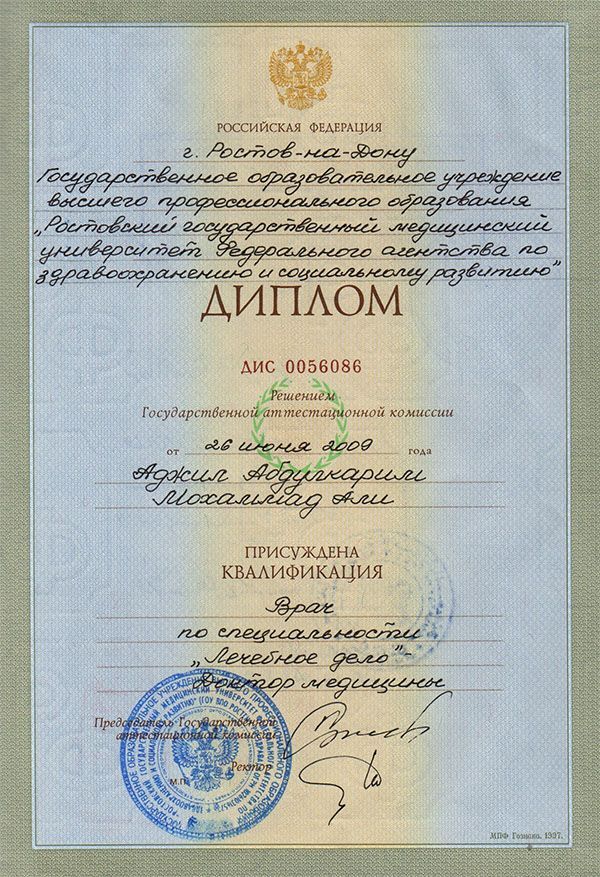 РОССИЙСКАЯ ФЕДЕРАЦИЯ
г. Ростов-на-Дону
Государственное образовательное учреждение
высшего профессионального образования
„Ростовский государственный медицинский
университет Федерального агентства по
здравоохранению и социальному развитию"
ДИПЛОМ
ДИС 0056086
Решением
Государственной аттестационной комиссии
от 26 июня 2009 года
Аджил Абдулкарим
Мохаммад Али
ПРИСУЖДЕНА
КВАЛИФИКАЦИЯ
Врач
по специальности
„Лечебное дело"-
Доктор медицины
Председатель Государственной
аттестационной комиссии
Ректор
М.П.
МПФ Гознака. 1997.